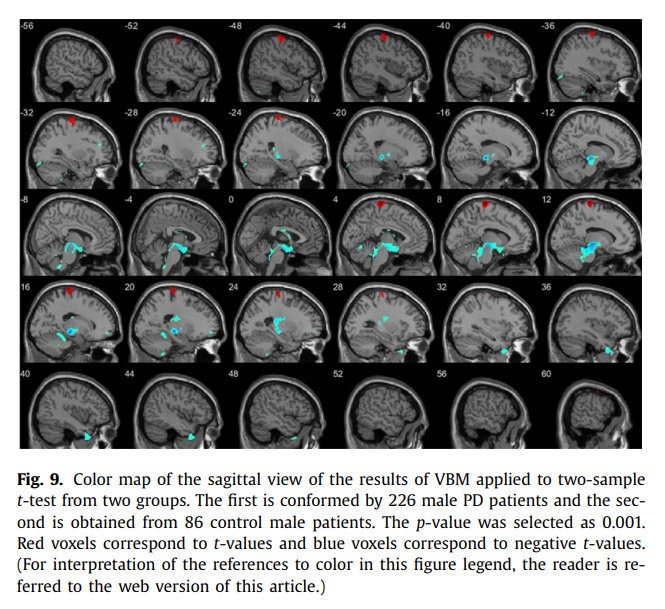 -56 -52 -48 -44 -40 -36
-32 -28 -24 -20 -16 -12
-8 -4 0 4 8 12
16 20 24 28 32 36
40 44 48 52 56 60
Fig. 9. Color map of the sagittal view of the results of VBM applied to two-sample
t-test from two groups. The first is conformed by 226 male PD patients and the sec-
ond is obtained from 86 control male patients. The p-value was selected as 0.001.
Red voxels correspond to t-values and blue voxels correspond to negative t-values.
(For interpretation of the references to color in this figure legend, the reader is re-
ferred to the web version of this article.)